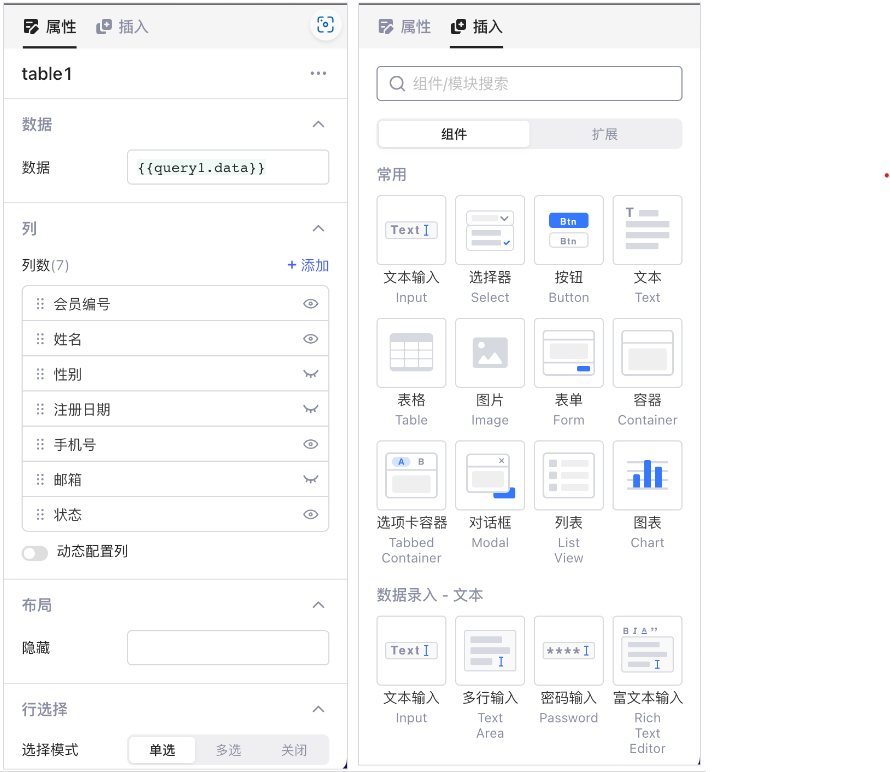 属性 插入
table1
数据
数据 {{query1.data}}
列
列数(7) + 添加
会员编号
姓名
性别
注册日期
手机号
邮箱
状态
动态配置列
布局
隐藏
行选择
选择模式 单选 多选 关闭
属性 插入
组件/模块搜索
组件 扩展
常用
Text Btn T
Btn
文本输入 选择器 按钮 文本
Input Select Button Text
表格 图片 表单 容器
Table Image Form Container
A B
选项卡容器 对话框 列表 图表
Tabbed Modal List Chart
Container View
数据录入 - 文本
B I A ”
Text ****
文本输入 多行输入 密码输入 富文本输入
Input Text Password Rich
Area Text
Editor